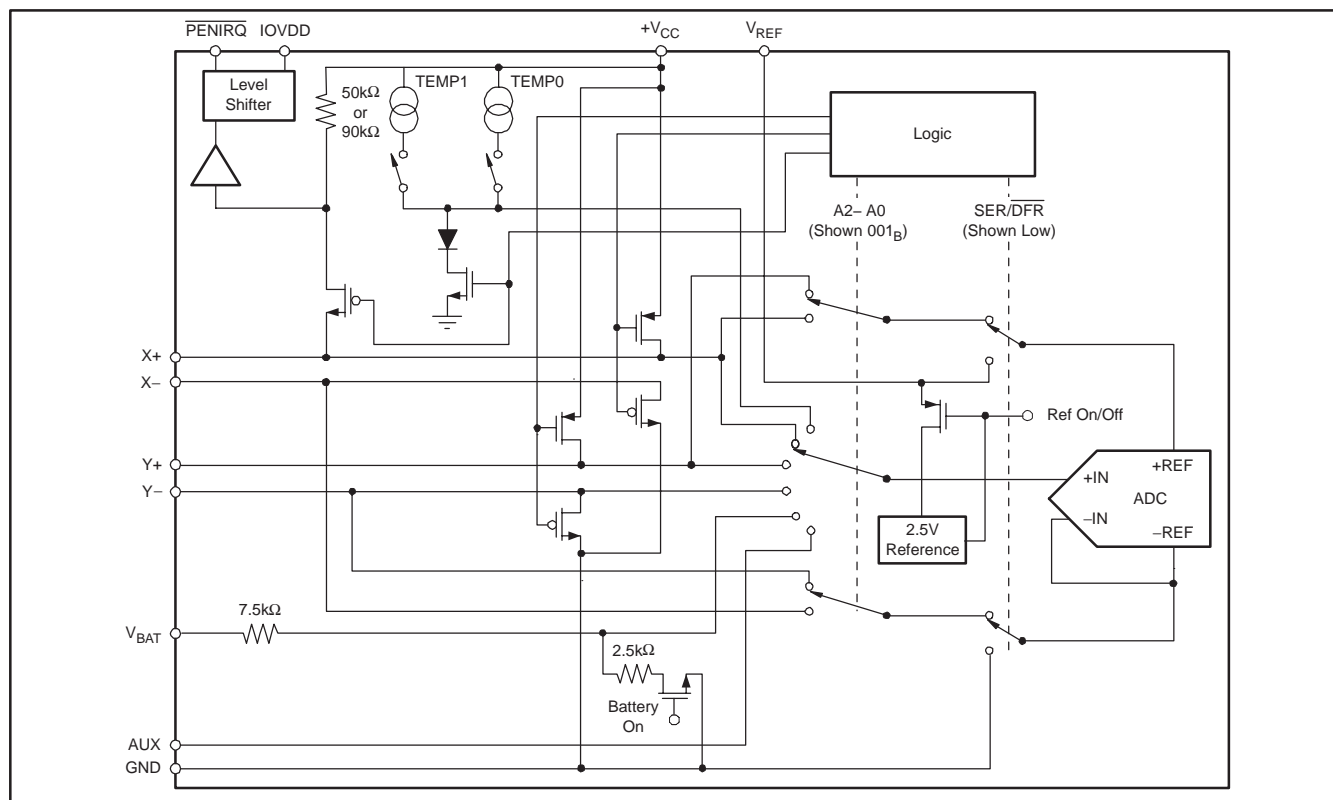 PENIRQ IOVDD
+VCC
VREF
Level
Shifter
50kΩ
or
90kΩ
TEMP1
TEMP0
Logic
A2– A0
(Shown 001B)
SER/DFR
(Shown Low)
X+
X–
Y+
Y–
Ref On/Off
+IN
+REF
ADC
–IN
–REF
2.5V
Reference
7.5kΩ
VBAT
2.5kΩ
Battery
On
AUX
GND